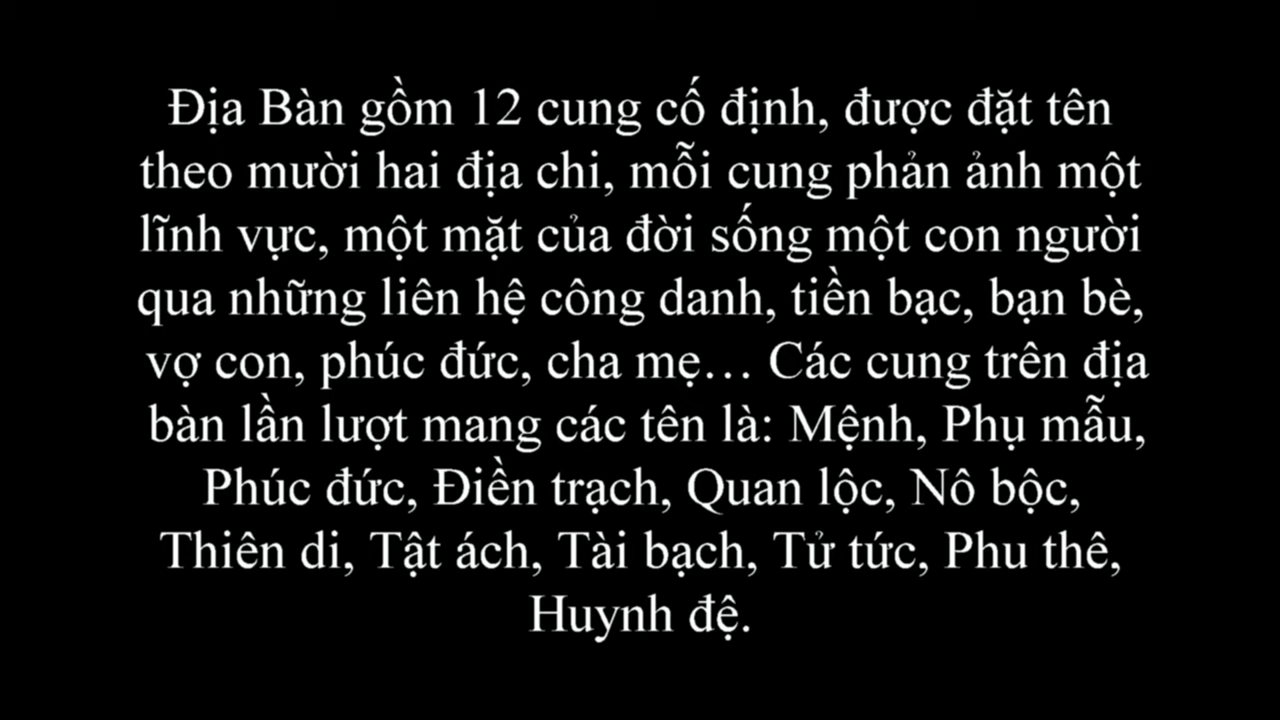 Địa Bàn gồm 12 cung cố định, được đặt tên
theo mười hai địa chi, mỗi cung phản ảnh một
lĩnh vực, một mặt của đời sống một con người
qua những liên hệ công danh, tiền bạc, bạn bè,
vợ con, phúc đức, cha mẹ… Các cung trên địa
bàn lần lượt mang các tên là: Mệnh, Phụ mẫu,
Phúc đức, Điền trạch, Quan lộc, Nô bộc,
Thiên di, Tật ách, Tài bạch, Tử tức, Phu thê,
Huynh đệ.